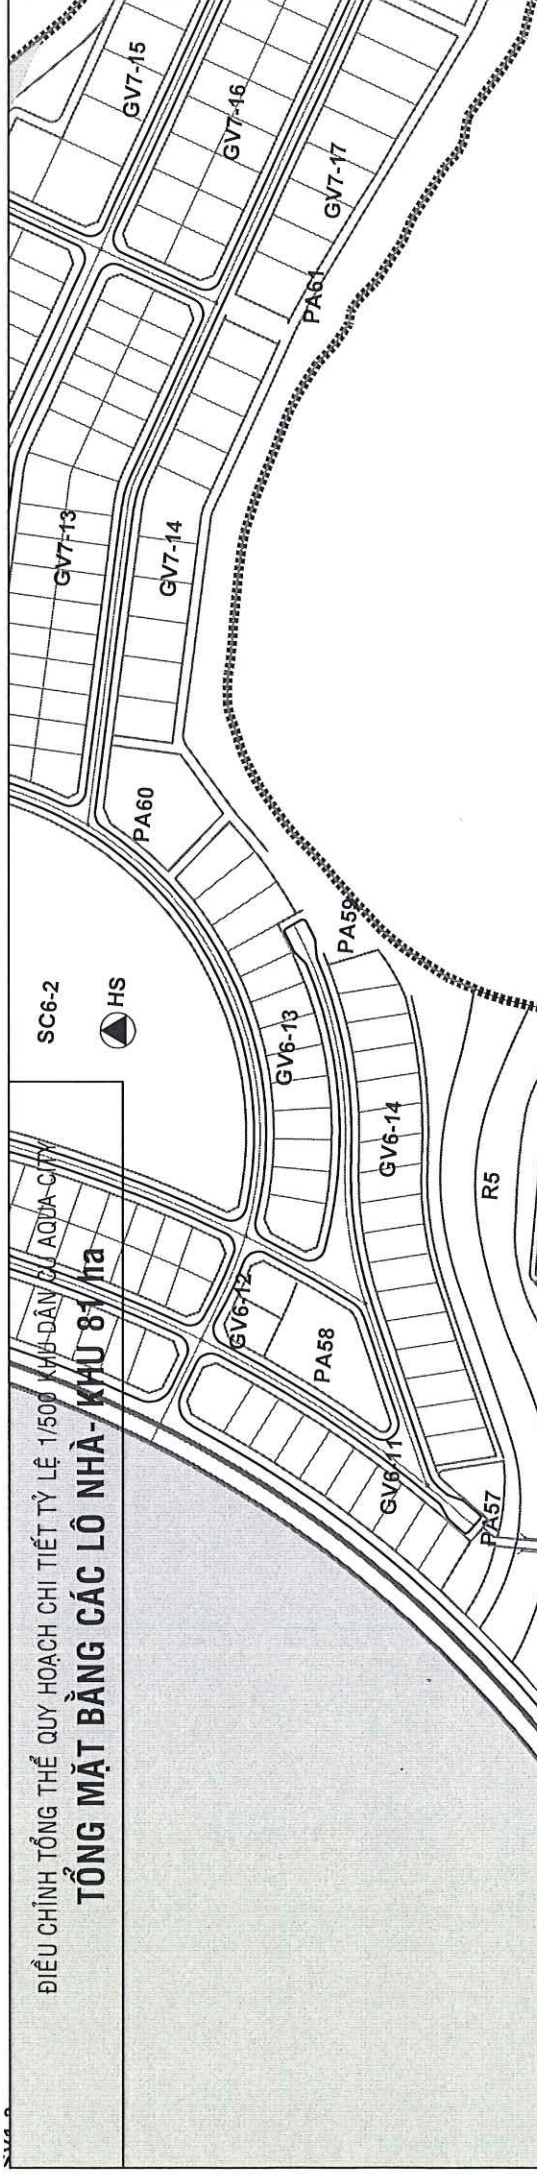 ĐIỀU CHỈNH TỔNG THỂ QUY HOẠCH CHI TIẾT TỶ LỆ 1/500 KHU DÂN CƯ AQUA CITY
TỔNG MẶT BẰNG CÁC LÔ NHÀ- KHU 81 ha
SC6-2
HS
GV7-15
GV7-16
GV7-17
PA61
GV7-13
GV7-14
PA60
PA59
GV6-13
GV6-14
R5
GV6-12
PA58
GV6-11
PA57